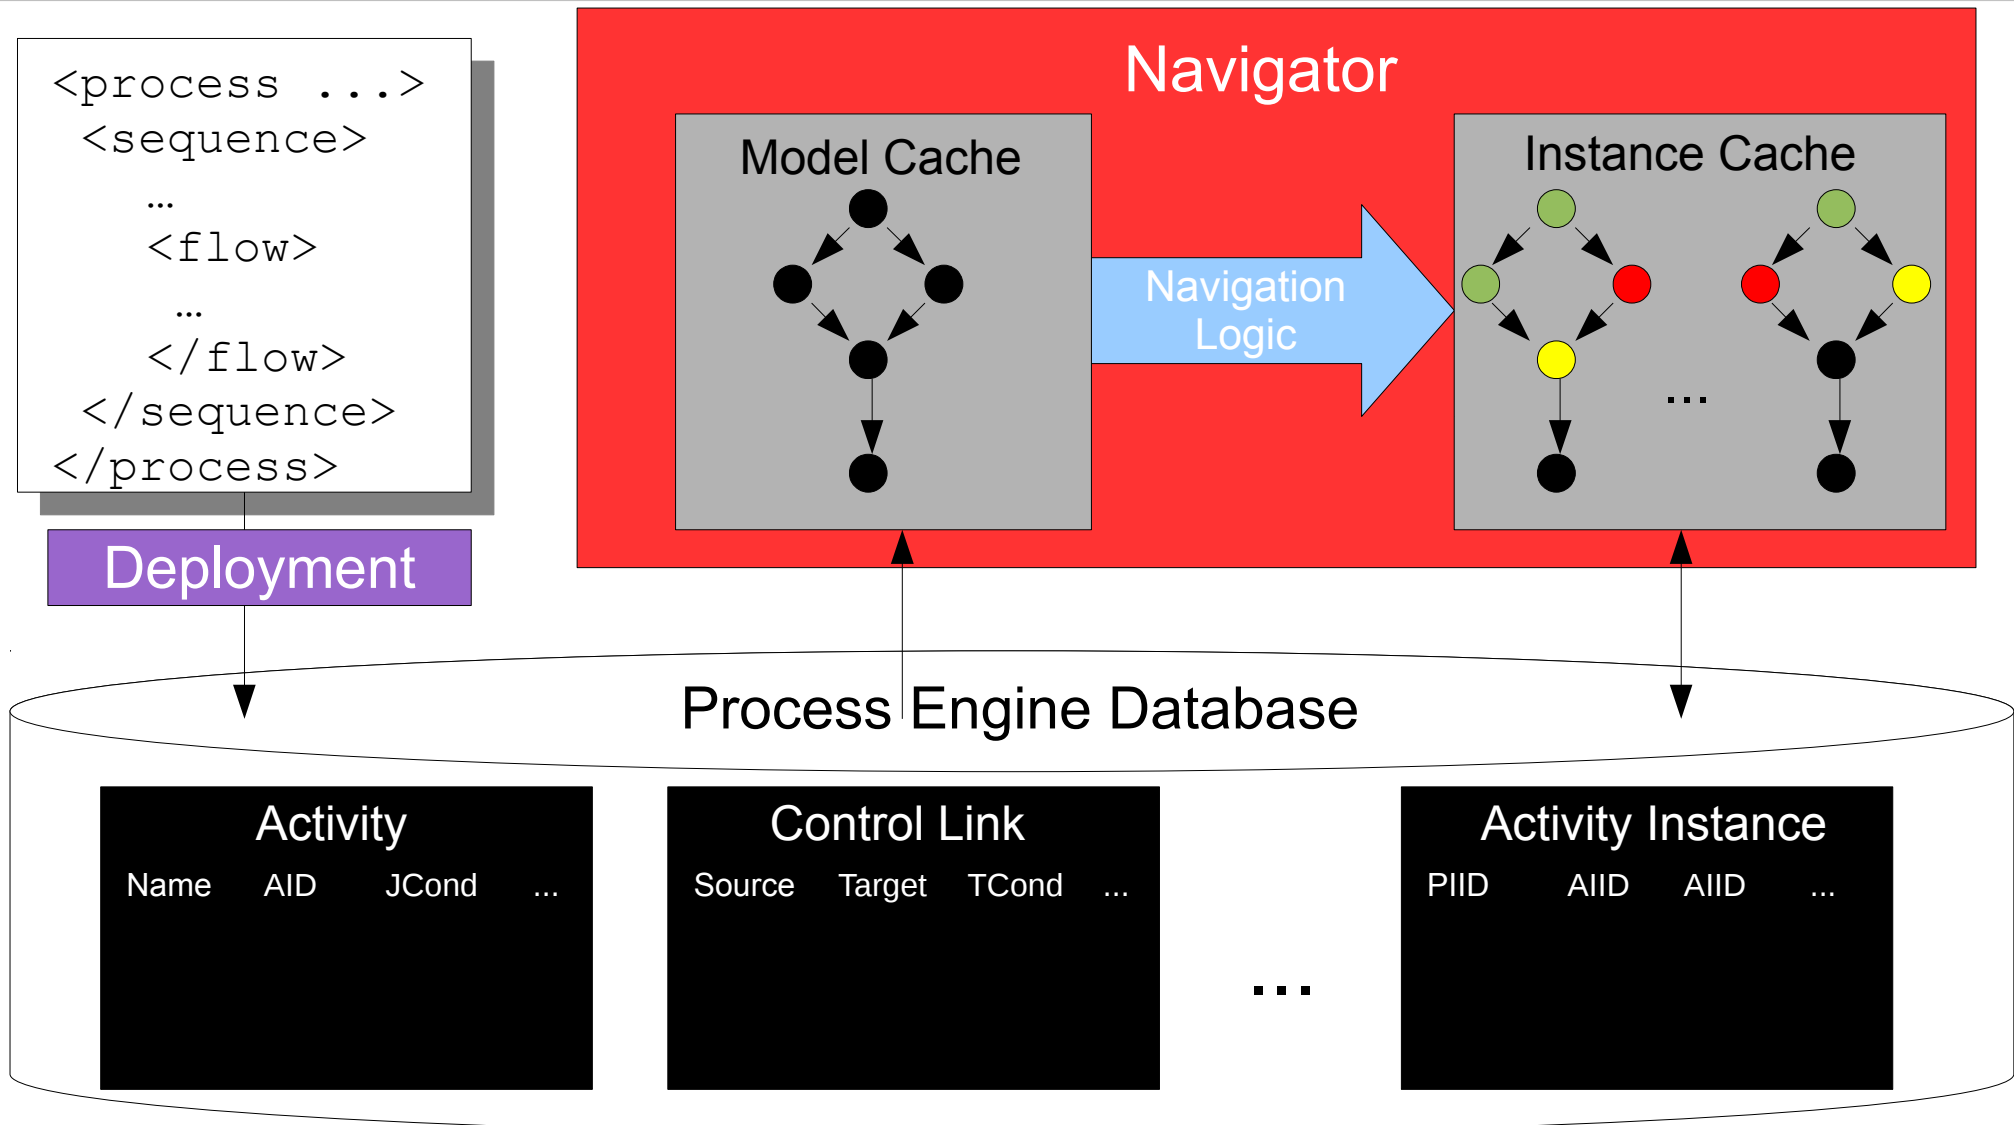 <process ...>
<sequence>
...
<flow>
...
</flow>
</sequence>
</process>
Deployment
Navigator
Model Cache
Navigation
Logic
Instance Cache
...
Process Engine Database
Activity
Name AID JCond ...
Control Link
Source Target TCond ...
...
Activity Instance
PIID AIID AIID ...